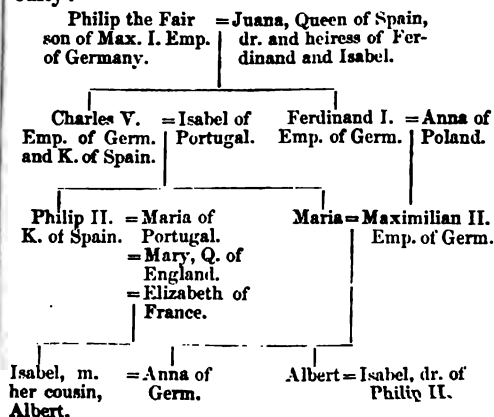 Philip the Fair = Juana, Queen of Spain,
son of Max. I. Emp. dr. and heiress of Fer-
of Germany. dinand and Isabel.
Charles V. = Isabel of Ferdinand I. = Anna of
Emp. of Germ. Portugal. Emp. of Germ. Poland.
and K. of Spain.
Philip II. = Maria of Maria = Maximilian II.
K. of Spain. Portugal. Emp. of Germ.
= Mary, Q. of
England.
= Elizabeth of
France.
Isabel, m. = Anna of Albert = Isabel, dr. of
her cousin, Germ. Philip II.
Albert.